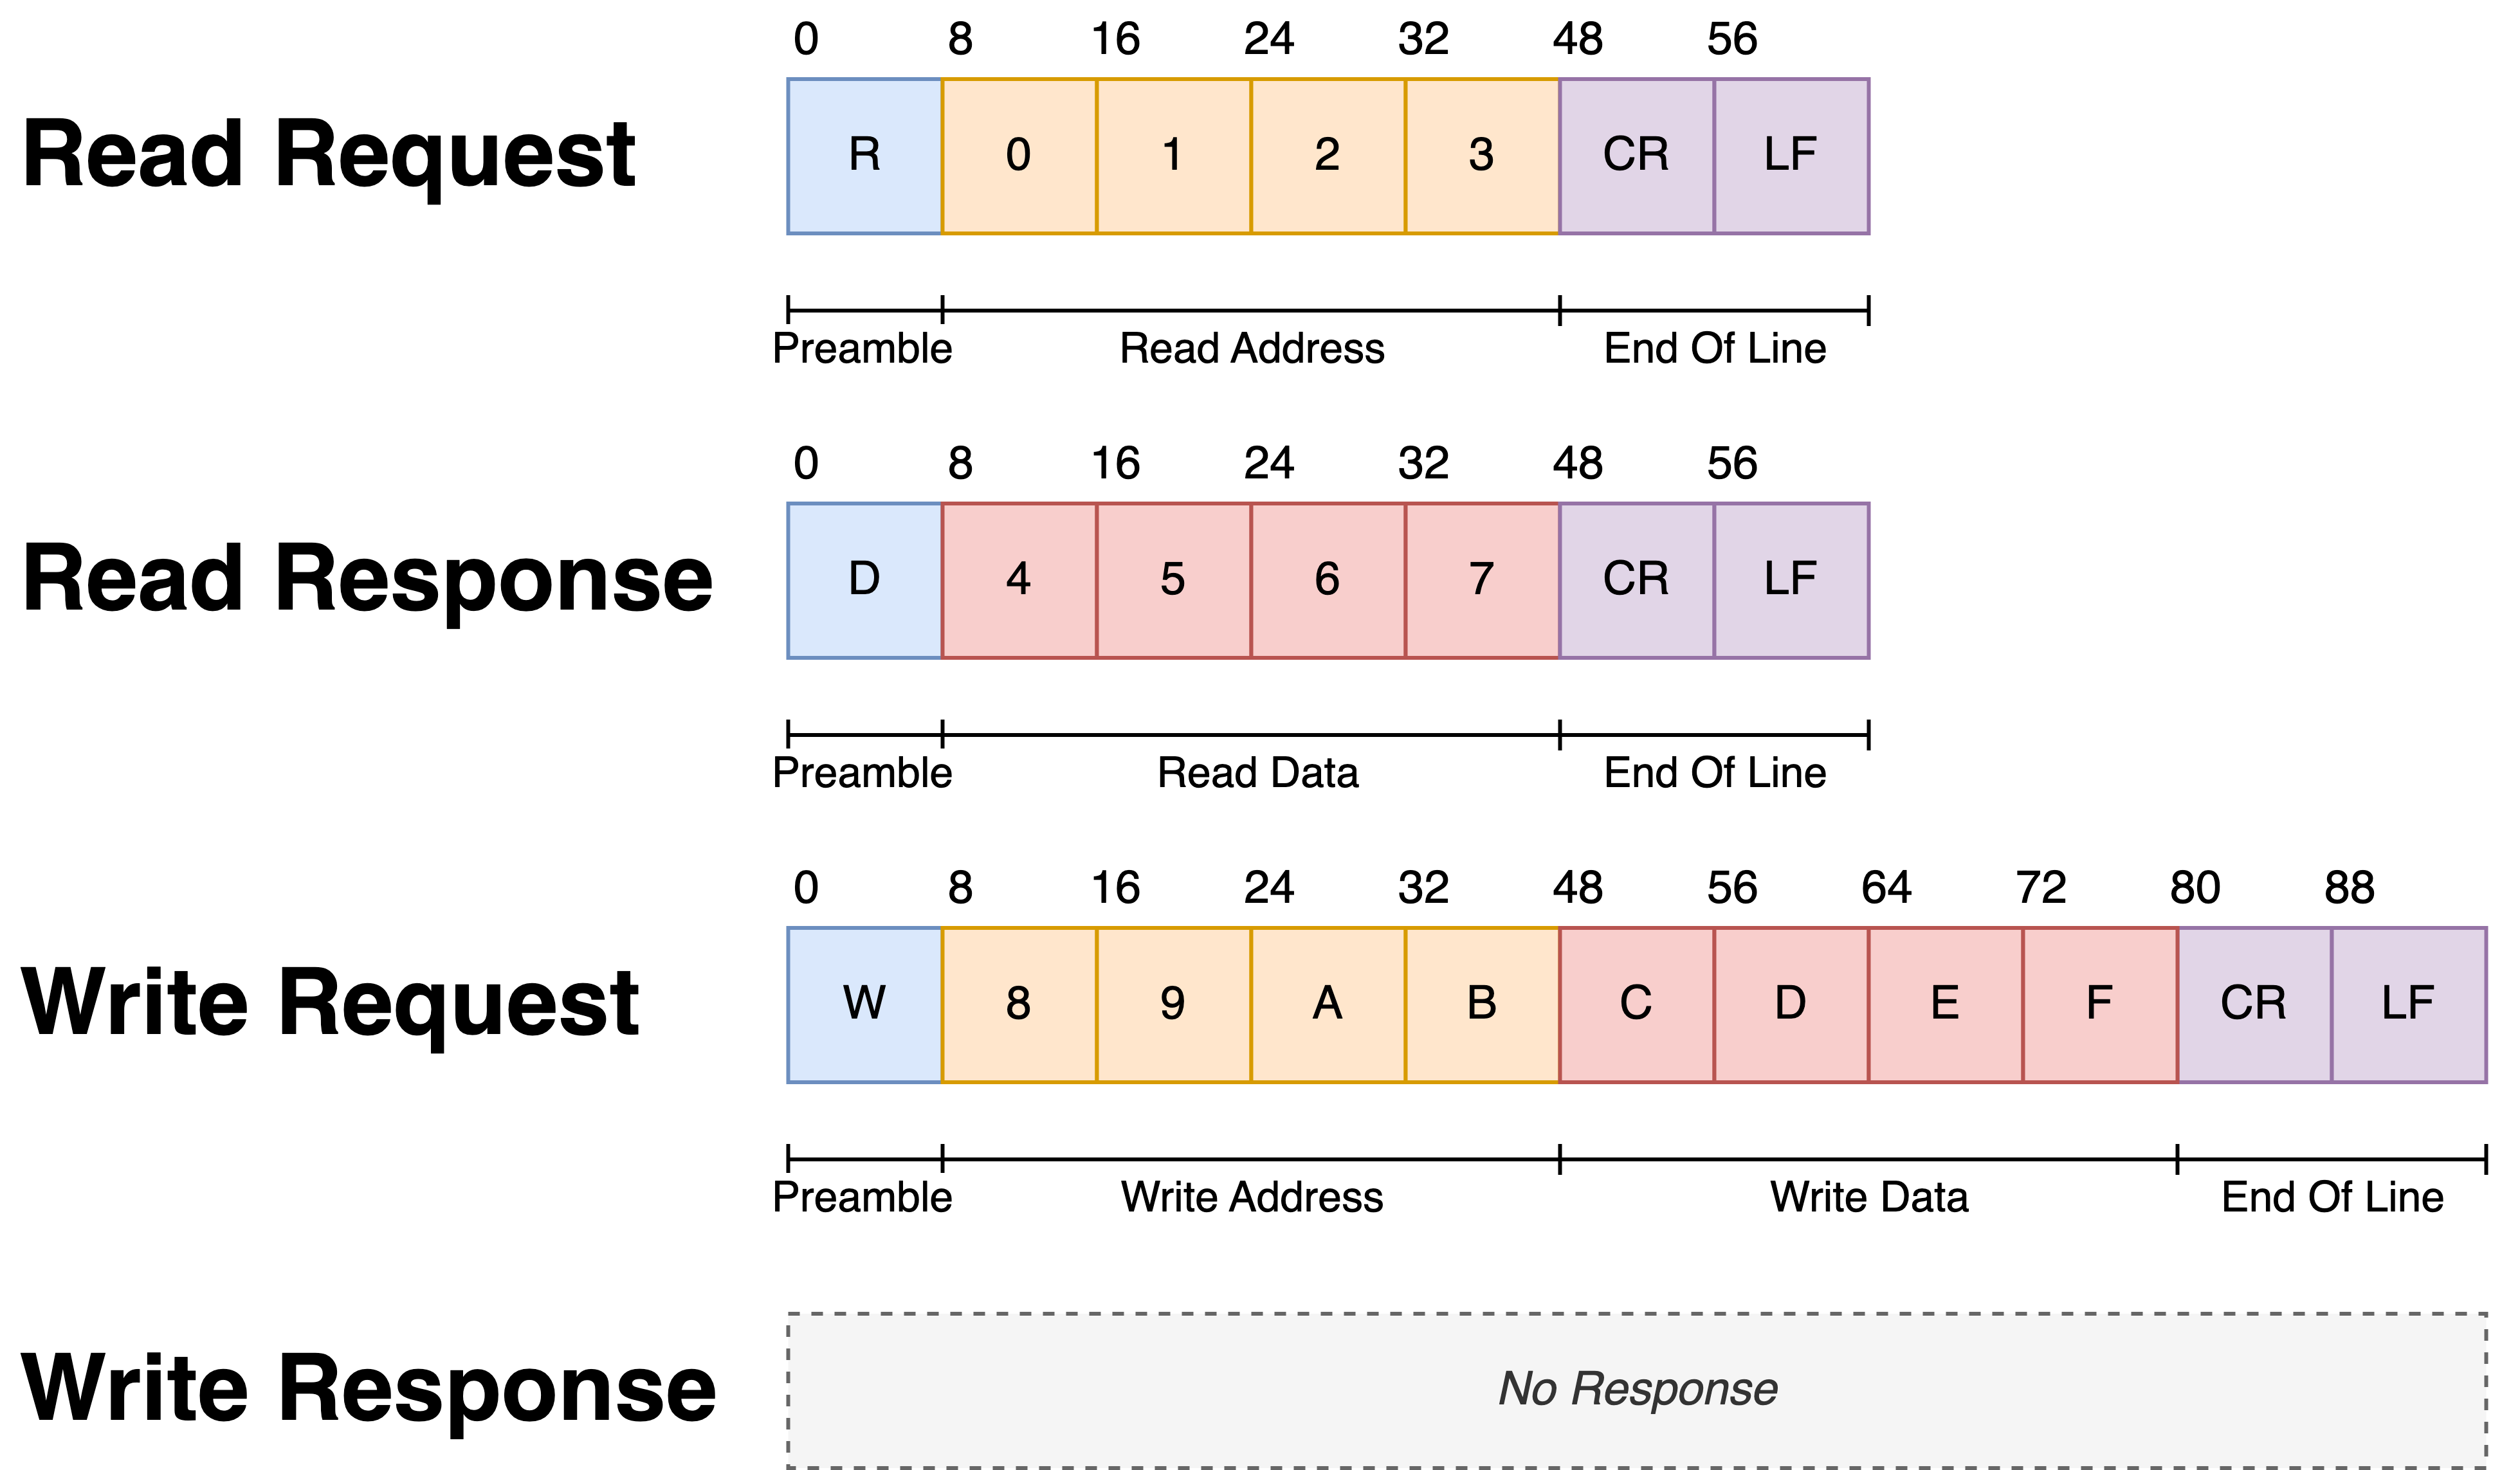 0 8 16 24 32 48 56
Read Request R 0 1 2 3 CR LF
Preamble Read Address End Of Line
0 8 16 24 32 48 56
Read Response D 4 5 6 7 CR LF
Preamble Read Data End Of Line
0 8 16 24 32 48 56 64 72 80 88
Write Request W 8 9 A B C D E F CR LF
Preamble Write Address Write Data End Of Line
Write Response No Response